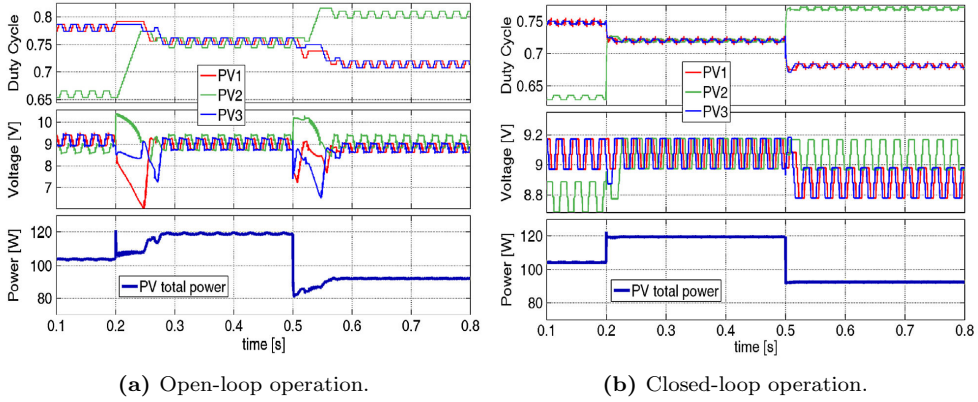 Duty Cycle
0.8
0.75
0.7
0.65
PV1
PV2
PV3
Voltage [V]
10
9
8
7
Power [W]
120
100
80
PV total power
0.1 0.2 0.3 0.4 0.5 0.6 0.7 0.8
time [s]
(a) Open-loop operation.
Duty Cycle
0.75
0.7
0.65
PV1
PV2
PV3
Voltage [V]
9.2
9
8.8
Power [W]
120
100
80
PV total power
0.1 0.2 0.3 0.4 0.5 0.6 0.7 0.8
time [s]
(b) Closed-loop operation.